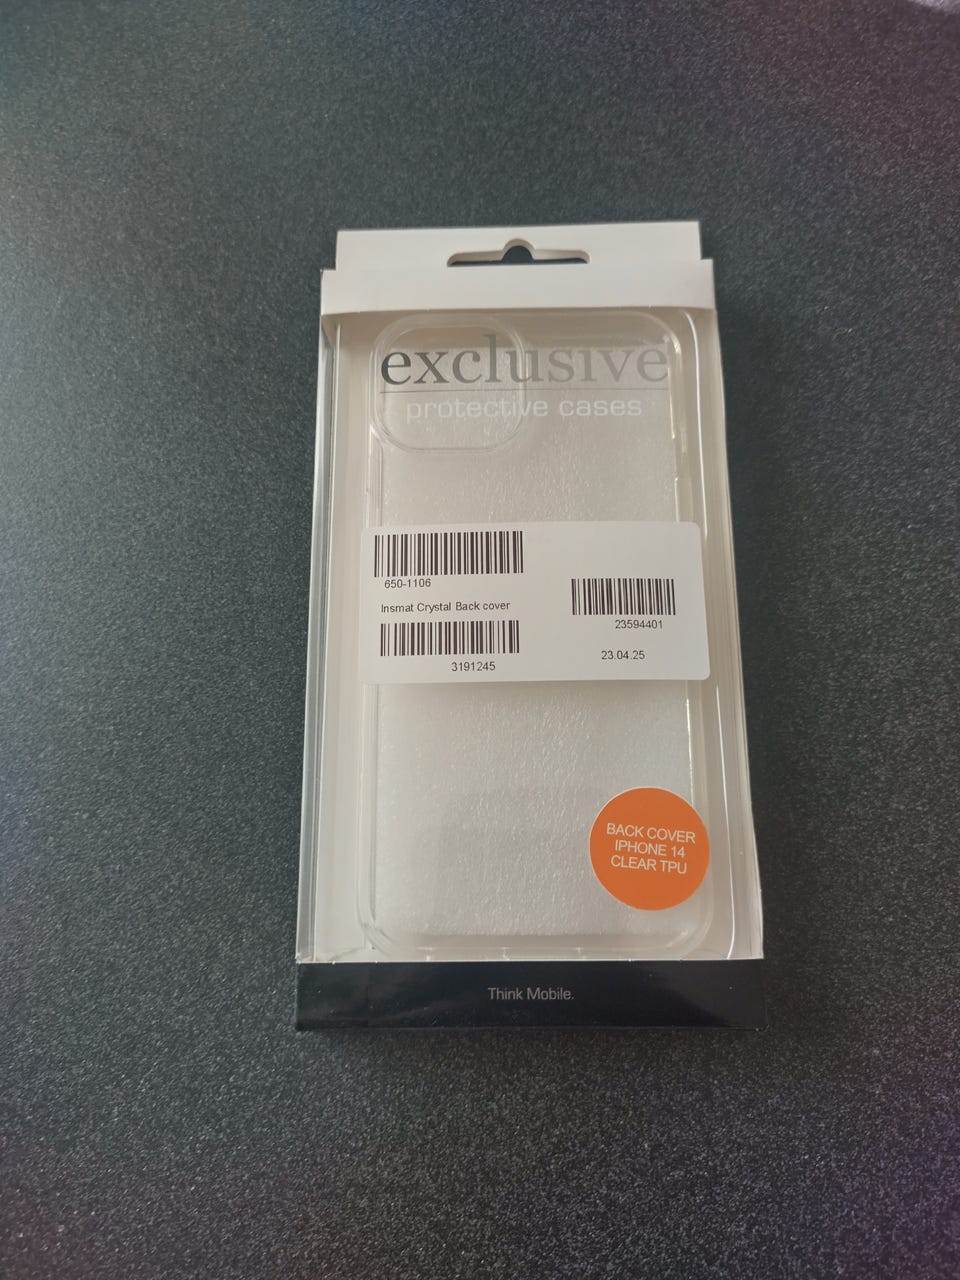 exclusive
protective cases
650-1106
Insmat Crystal Back cover
3191245
23594401
23.04.25
BACK COVER
IPHONE 14
CLEAR TPU
Think Mobile.